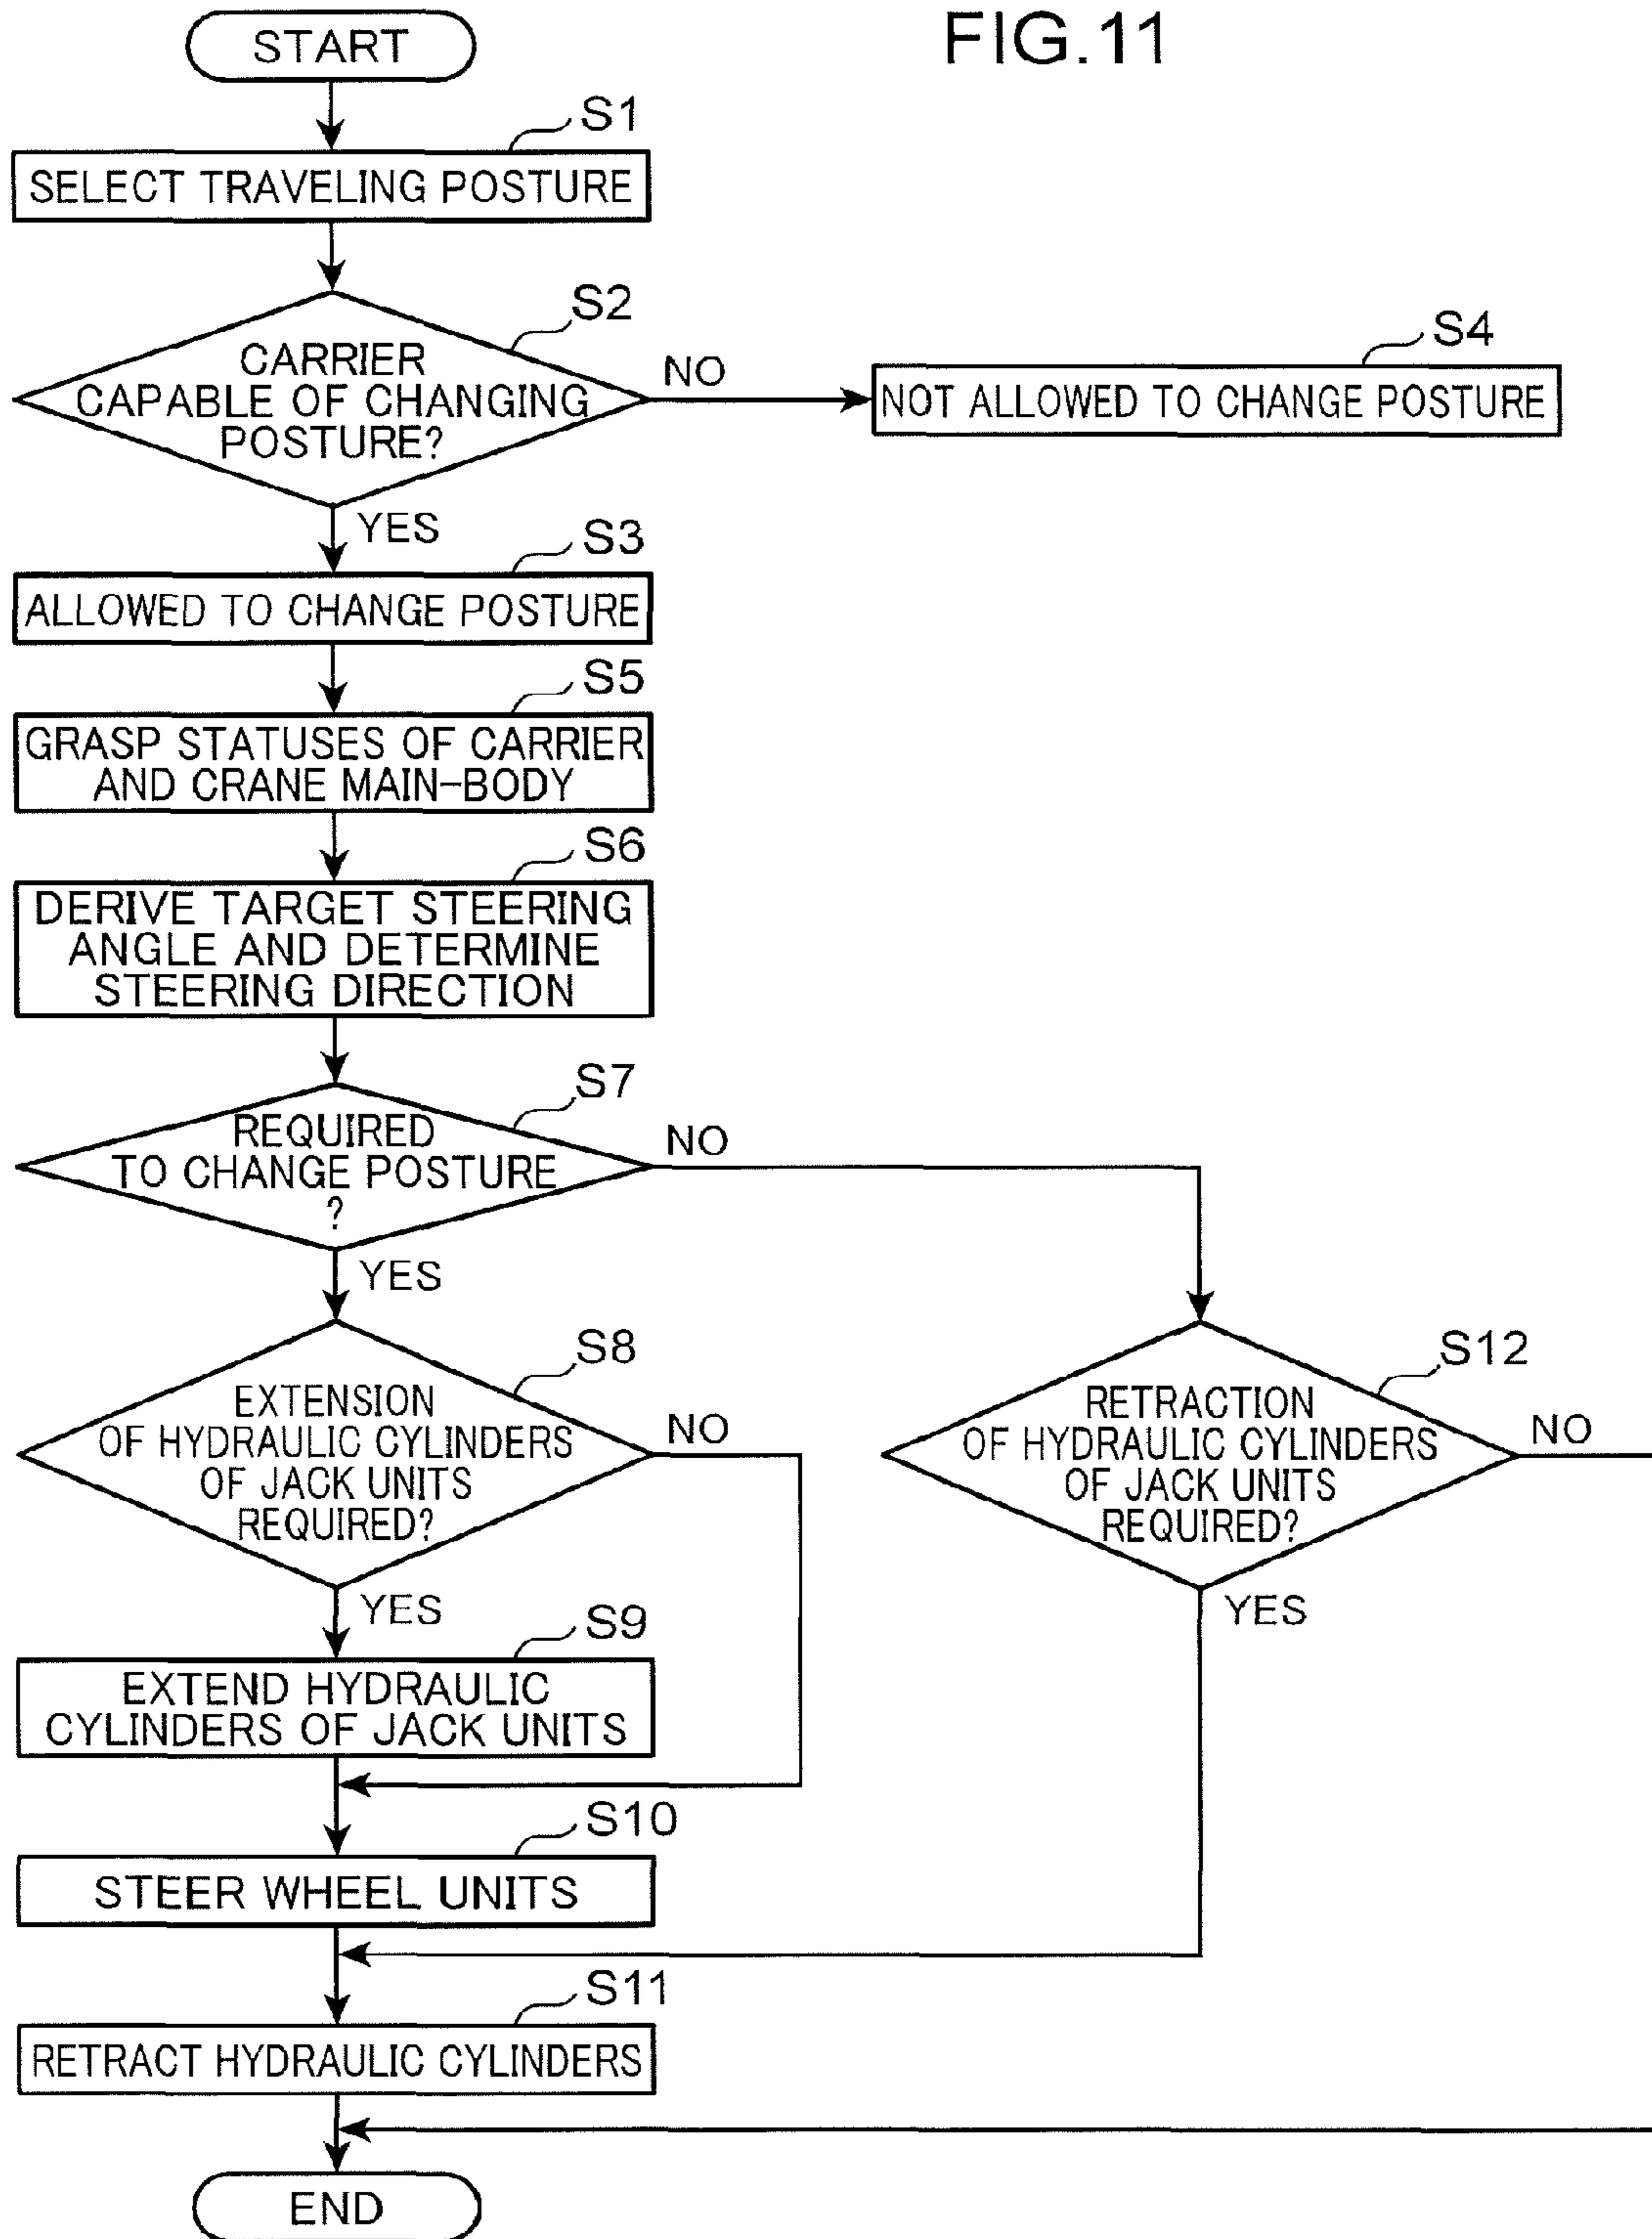 FIG.11
START
S1
SELECT TRAVELING POSTURE
S2
CARRIER
CAPABLE OF CHANGING
POSTURE?
NO
S4
NOT ALLOWED TO CHANGE POSTURE
YES
S3
ALLOWED TO CHANGE POSTURE
S5
GRASP STATUSES OF CARRIER
AND CRANE MAIN-BODY
S6
DERIVE TARGET STEERING
ANGLE AND DETERMINE
STEERING DIRECTION
S7
REQUIRED
TO CHANGE POSTURE
?
NO
YES
S8
EXTENSION
OF HYDRAULIC CYLINDERS
OF JACK UNITS
REQUIRED?
NO
S12
RETRACTION
OF HYDRAULIC CYLINDERS
OF JACK UNITS
REQUIRED?
NO
YES
YES
S9
EXTEND HYDRAULIC
CYLINDERS OF JACK UNITS
S10
STEER WHEEL UNITS
S11
RETRACT HYDRAULIC CYLINDERS
END